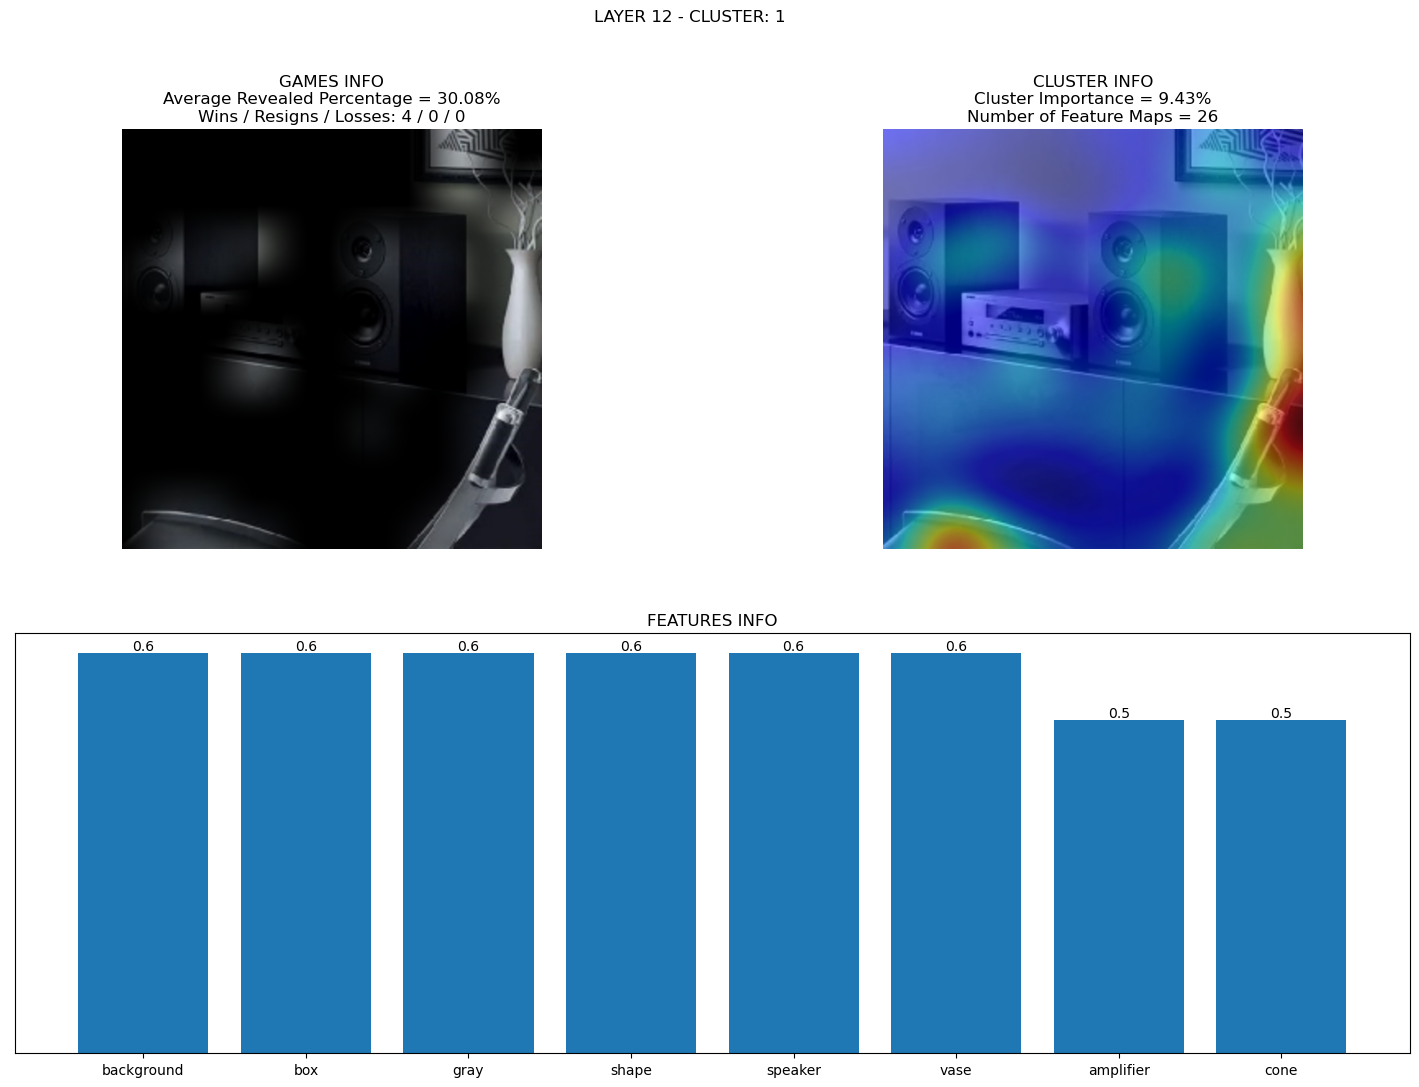 LAYER 12 - CLUSTER: 1
GAMES INFO
Average Revealed Percentage = 30.08%
Wins / Resigns / Losses: 4 / 0 / 0
CLUSTER INFO
Cluster Importance = 9.43%
Number of Feature Maps = 26
FEATURES INFO
0.6 0.6 0.6 0.6 0.6 0.6 0.5 0.5
background box gray shape speaker vase amplifier cone